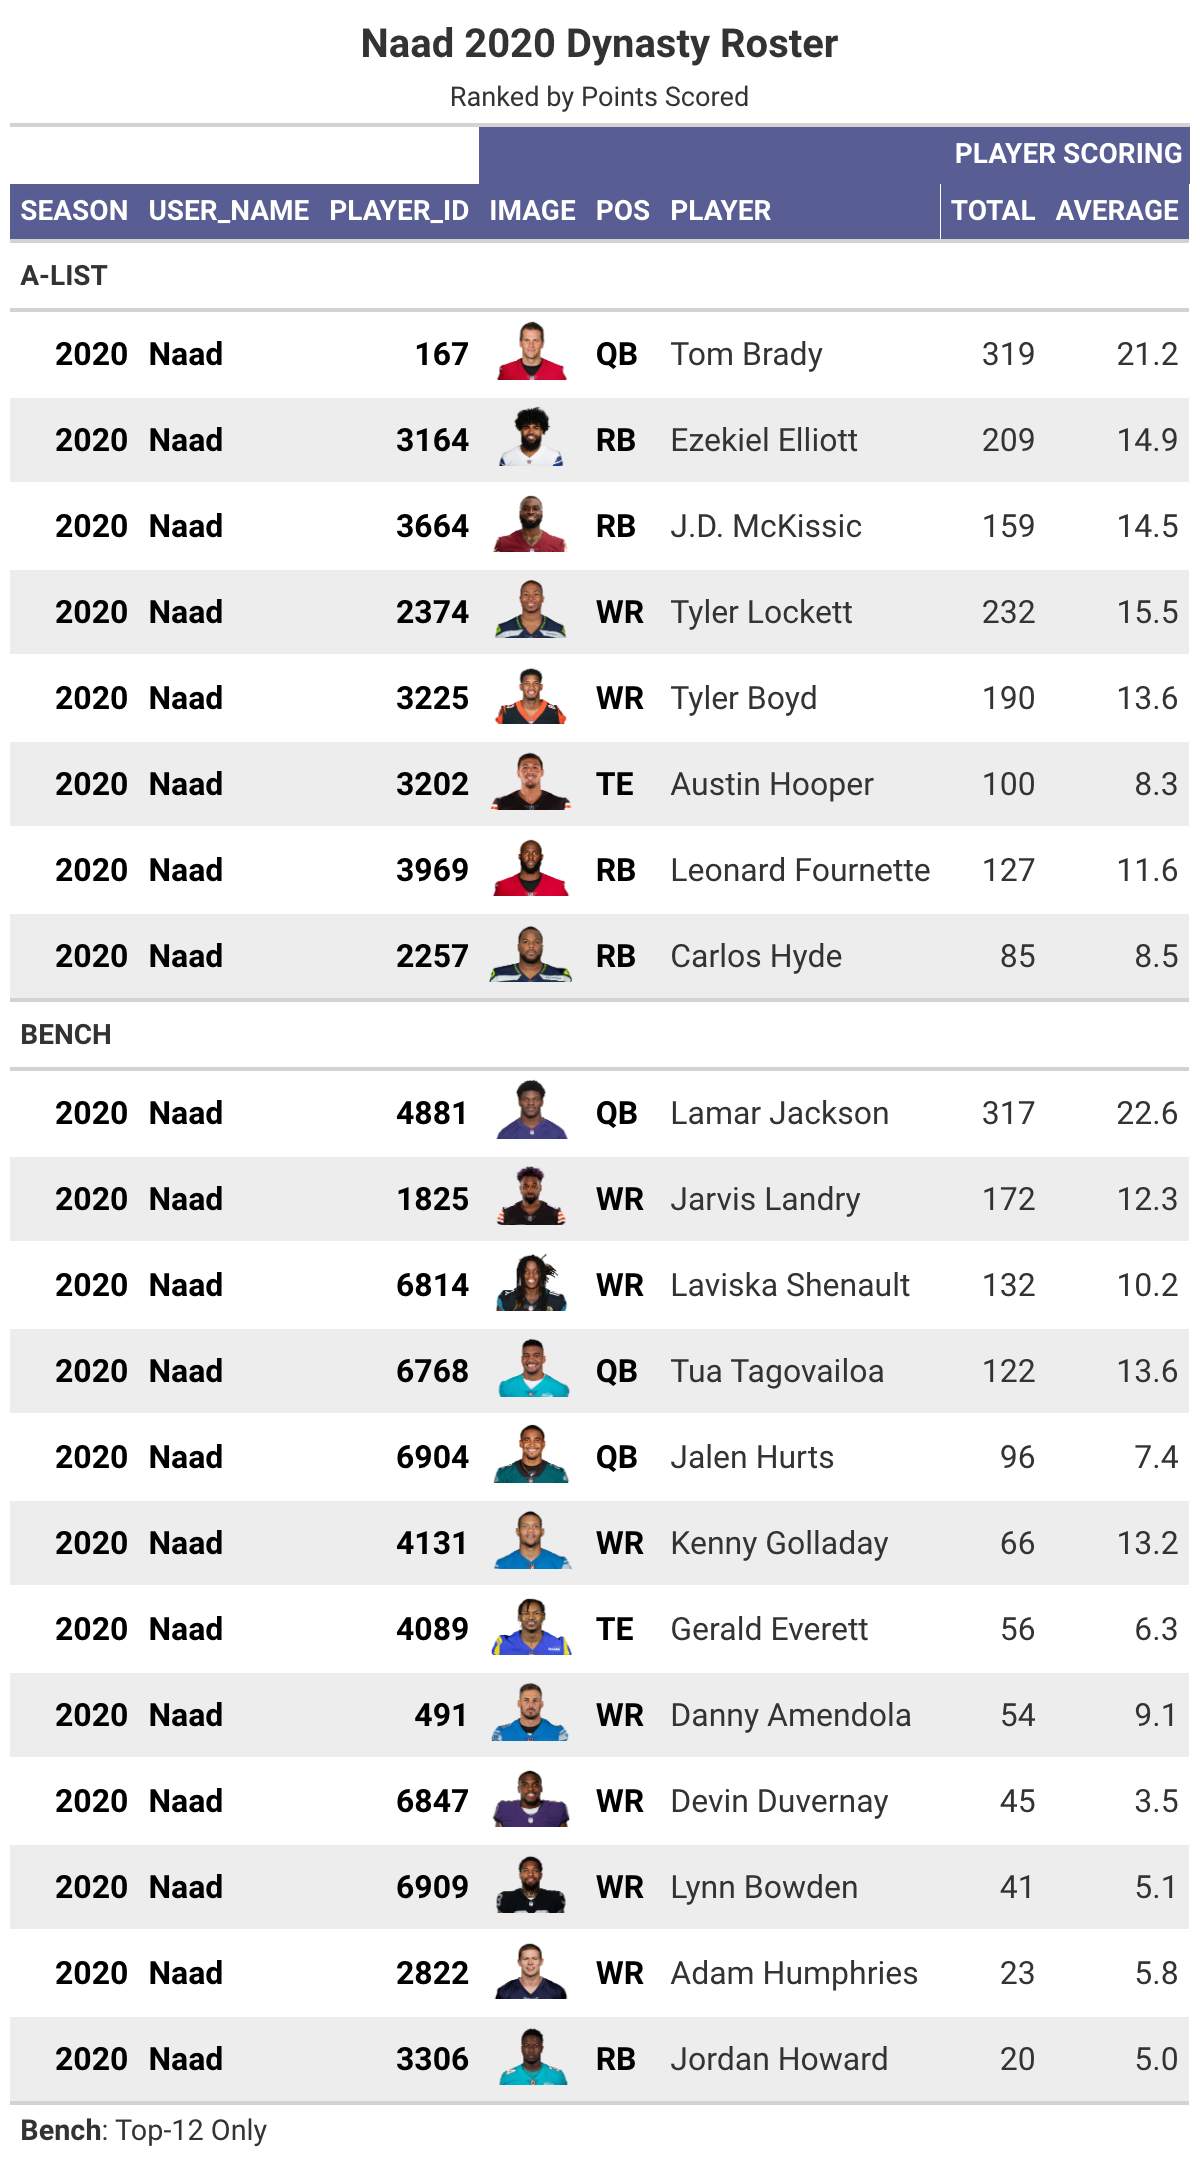 Naad 2020 Dynasty Roster
Ranked by Points Scored
PLAYER SCORING
SEASON USER_NAME PLAYER_ID IMAGE POS PLAYER TOTAL AVERAGE
A-LIST
2020 Naad 167 QB Tom Brady 319 21.2
2020 Naad 3164 RB Ezekiel Elliott 209 14.9
2020 Naad 3664 RB J.D. McKissic 159 14.5
2020 Naad 2374 WR Tyler Lockett 232 15.5
2020 Naad 3225 WR Tyler Boyd 190 13.6
2020 Naad 3202 TE Austin Hooper 100 8.3
2020 Naad 3969 RB Leonard Fournette 127 11.6
2020 Naad 2257 RB Carlos Hyde 85 8.5
BENCH
2020 Naad 4881 QB Lamar Jackson 317 22.6
2020 Naad 1825 WR Jarvis Landry 172 12.3
2020 Naad 6814 WR Laviska Shenault 132 10.2
2020 Naad 6768 QB Tua Tagovailoa 122 13.6
2020 Naad 6904 QB Jalen Hurts 96 7.4
2020 Naad 4131 WR Kenny Golladay 66 13.2
2020 Naad 4089 TE Gerald Everett 56 6.3
2020 Naad 491 WR Danny Amendola 54 9.1
2020 Naad 6847 WR Devin Duvernay 45 3.5
2020 Naad 6909 WR Lynn Bowden 41 5.1
2020 Naad 2822 WR Adam Humphries 23 5.8
2020 Naad 3306 RB Jordan Howard 20 5.0
Bench: Top-12 Only